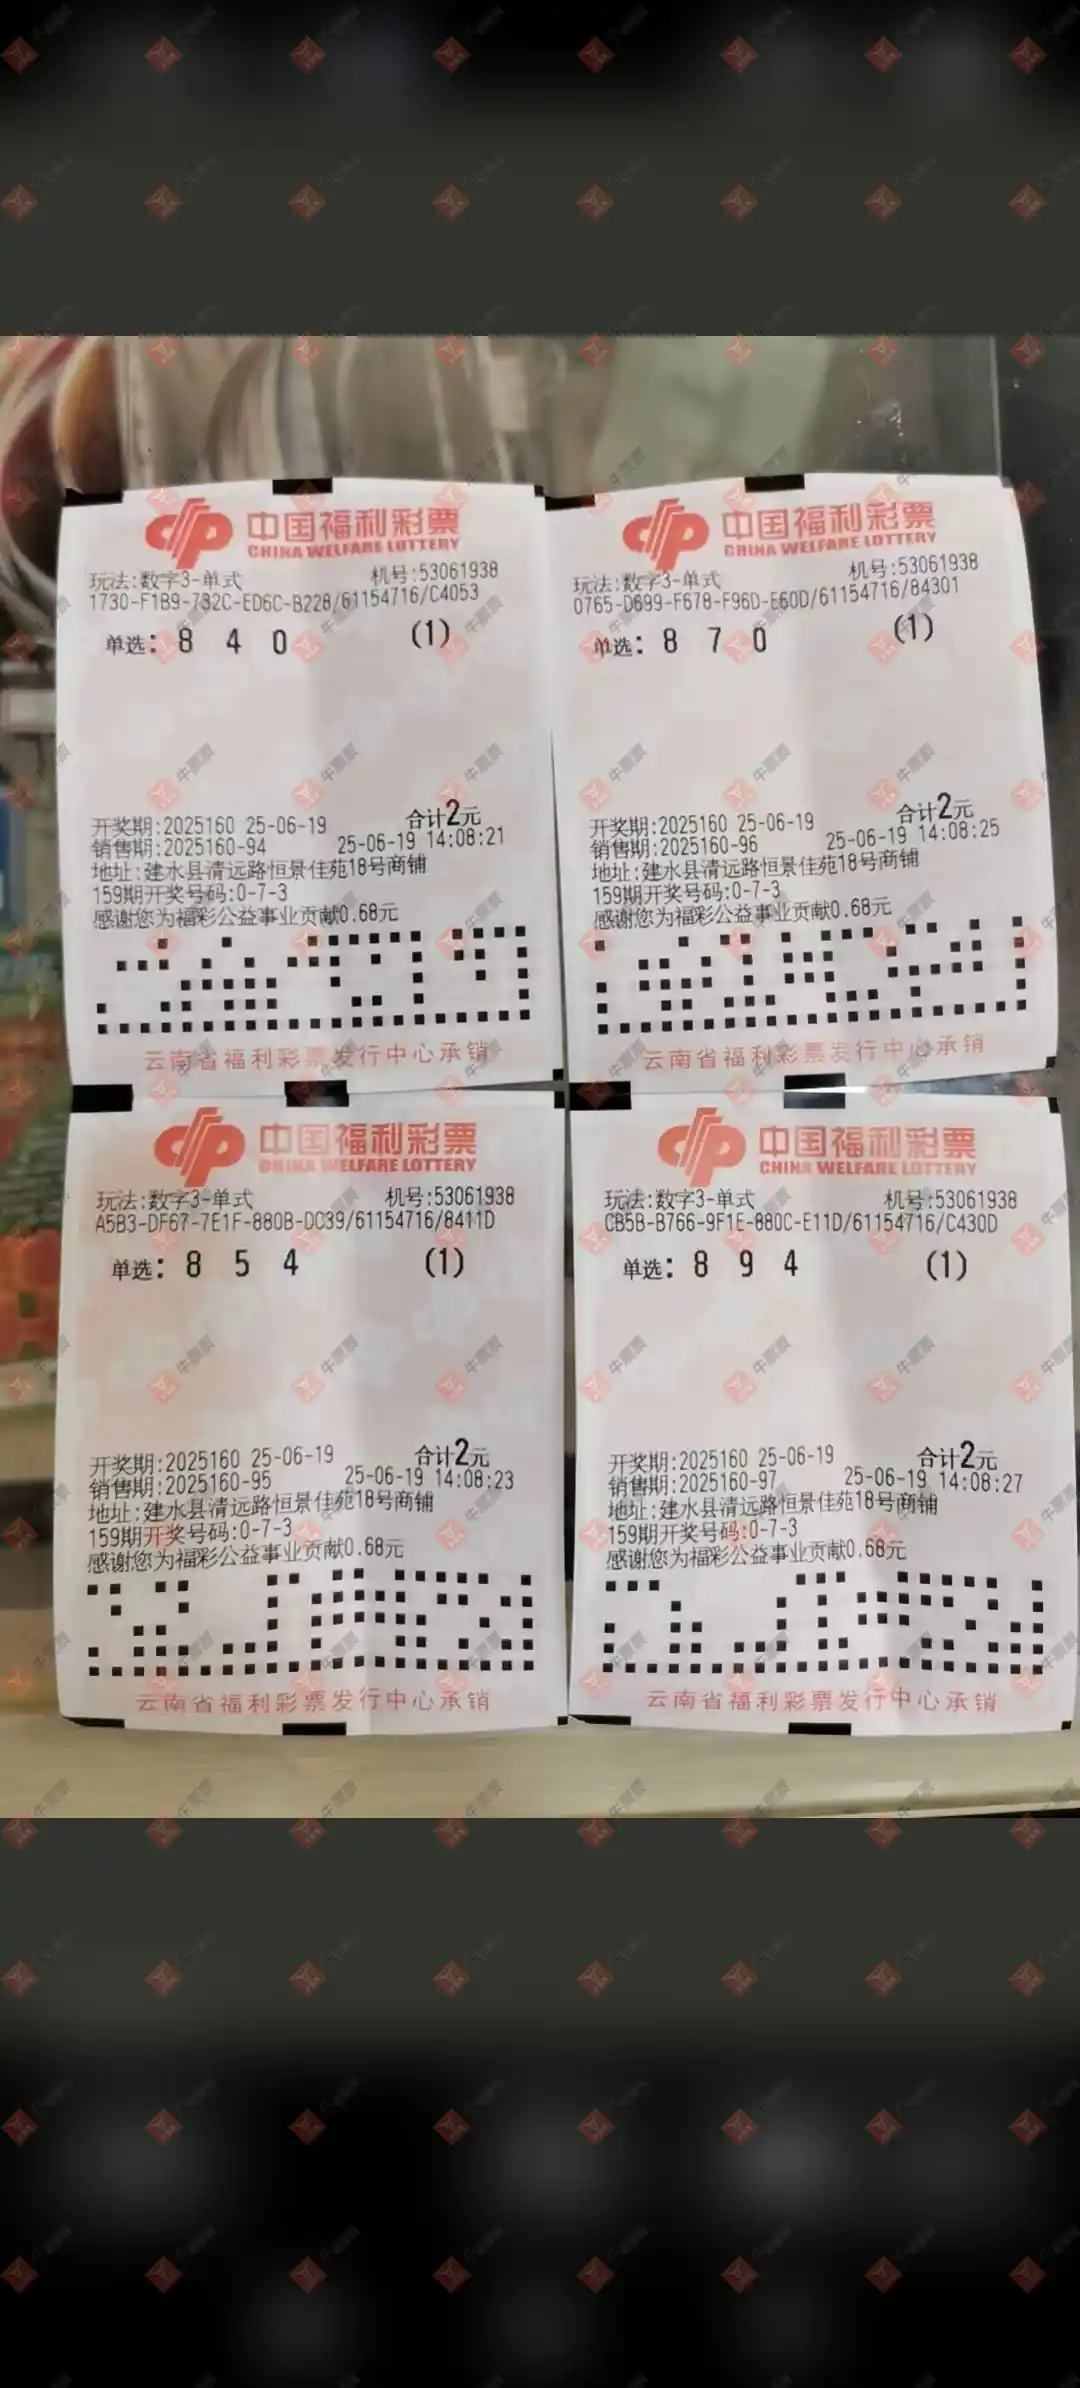 中国福利彩票
CHINA WELFARE LOTTERY
玩法:数字3-单式 机号:53061938
1730-F1B9-732C-ED6C-B228/61154716/C4053
单选: 8 4 0 (1)
合计2元
开奖期:2025160 25-06-19
销售期:2025160-94 25-06-19 14:08:21
地址:建水县清远路恒景佳苑18号商铺
159期开奖号码:0-7-3
感谢您为福彩公益事业贡献0.68元
云南省福利彩票发行中心承销
中国福利彩票
CHINA WELFARE LOTTERY
玩法:数字3-单式 机号:53061938
0765-D699-F678-F96D-E60D/61154716/84301
单选: 8 7 0 (1)
合计2元
开奖期:2025160 25-06-19
销售期:2025160-96 25-06-19 14:08:25
地址:建水县清远路恒景佳苑18号商铺
159期开奖号码:0-7-3
感谢您为福彩公益事业贡献0.68元
云南省福利彩票发行中心承销
中国福利彩票
CHINA WELFARE LOTTERY
玩法:数字3-单式 机号:53061938
A5B3-DF67-7E1F-880B-DC39/61154716/8411D
单选: 8 5 4 (1)
合计2元
开奖期:2025160 25-06-19
销售期:2025160-95 25-06-19 14:08:23
地址:建水县清远路恒景佳苑18号商铺
159期开奖号码:0-7-3
感谢您为福彩公益事业贡献0.68元
云南省福利彩票发行中心承销
中国福利彩票
CHINA WELFARE LOTTERY
玩法:数字3-单式 机号:53061938
CB5B-B766-9F1E-880C-E11D/61154716/C430D
单选: 8 9 4 (1)
合计2元
开奖期:2025160 25-06-19
销售期:2025160-97 25-06-19 14:08:27
地址:建水县清远路恒景佳苑18号商铺
159期开奖号码:0-7-3
感谢您为福彩公益事业贡献0.68元
云南省福利彩票发行中心承销